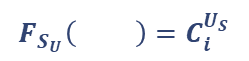 F_{S_U}(      ) = C_i^{U_S}